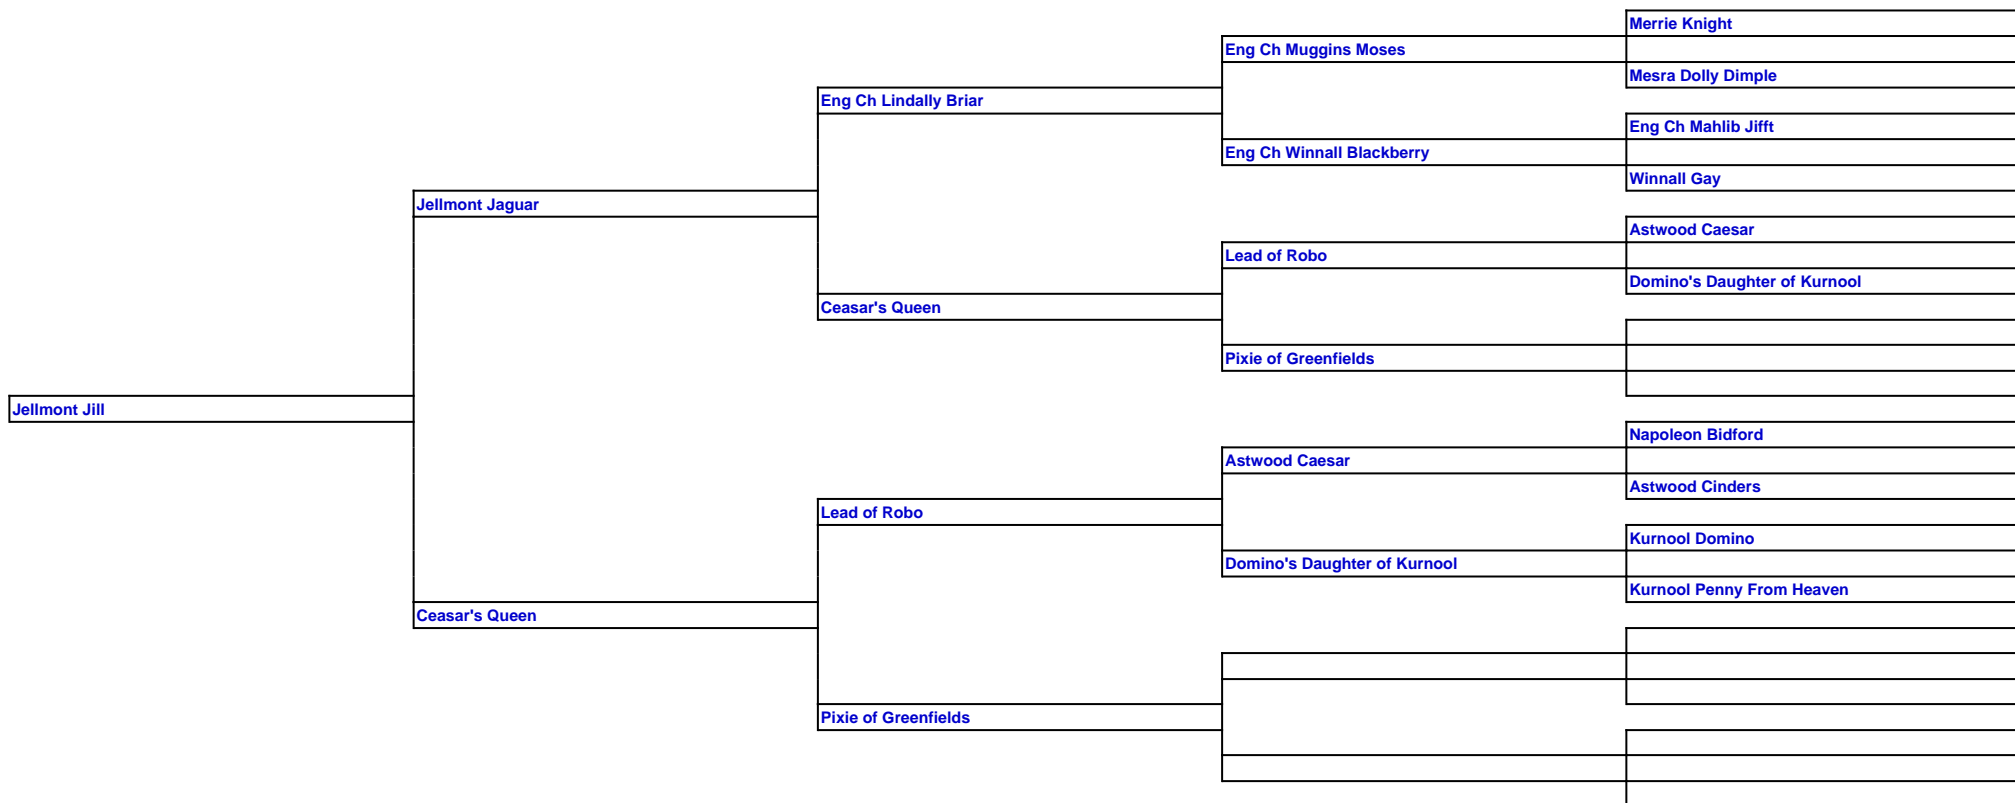 Merrie Knight
Eng Ch Muggins Moses
Mesra Dolly Dimple
Eng Ch Lindally Briar
Eng Ch Mahlib Jifft
Eng Ch Winnall Blackberry
Winnall Gay
Jellmont Jaguar
Astwood Caesar
Lead of Robo
Domino's Daughter of Kurnool
Ceasar's Queen
Pixie of Greenfields
Jellmont Jill
Napoleon Bidford
Astwood Caesar
Astwood Cinders
Lead of Robo
Kurnool Domino
Domino's Daughter of Kurnool
Kurnool Penny From Heaven
Ceasar's Queen
Pixie of Greenfields